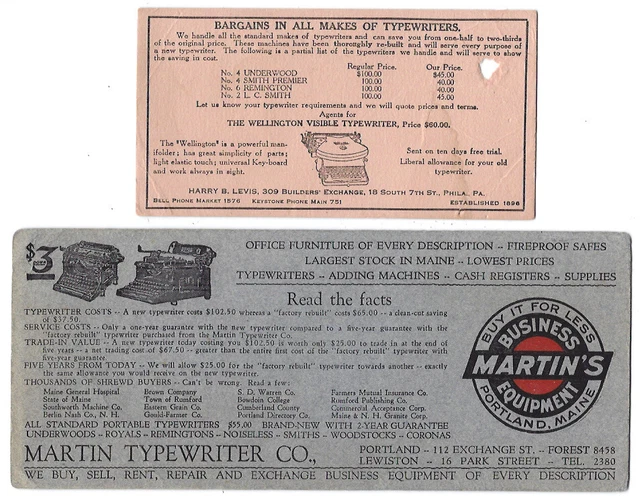 BARGAINS IN ALL MAKES OF TYPEWRITERS.
We handle all the standard makes of typewriters and can save you from one-half to two-thirds
of the original price. These machines have been thoroughly re-built and will serve every purpose of
a new typewriter. The following is a partial list of the typewriters we handle and will serve to show
the saving in cost.
Regular Price. Our Price.
No. 4 UNDERWOOD $100.00 $45.00
No. 4 SMITH PREMIER 100.00 40.00
No. 6 REMINGTON 100.00 40.00
No. 2 L. C. SMITH 100.00 45.00
Let us know your typewriter requirements and we will quote prices and terms.
Agents for
THE WELLINGTON VISIBLE TYPEWRITER, Price $60.00.
The "Wellington" is a powerful man-
ifolder; has great simplicity of parts;
light elastic touch; universal Key-board
and work always in sight.
Sent on ten days free trial.
Liberal allowance for your old
typewriter.
HARRY B. LEVIS, 309 BUILDERS' EXCHANGE, 18 SOUTH 7TH ST., PHILA. PA.
BELL PHONE MARKET 1576 KEYSTONE PHONE MAIN 751 ESTABLISHED 1896
$3
OFFICE FURNITURE OF EVERY DESCRIPTION -- FIREPROOF SAFES
LARGEST STOCK IN MAINE -- LOWEST PRICES
TYPEWRITERS -- ADDING MACHINES -- CASH REGISTERS -- SUPPLIES
Read the facts
TYPEWRITER COSTS -- A new typewriter costs $102.50 whereas a "factory rebuilt" costs $65.00 -- a clean-cut saving
of $37.50.
SERVICE COSTS -- Only a one-year guarantee with the new typewriter compared to a five-year guarantee with the
"factory rebuilt" typewriter purchased from the Martin Typewriter Co.
TRADE-IN VALUE -- A new typewriter today costing you $102.50 is worth only $25.00 to trade in at the end of
five years -- a net trading cost of $67.50 -- greater than the entire first cost of the "factory rebuilt" typewriter with
five-year guarantee.
FIVE YEARS FROM TODAY -- We will allow $25.00 for the "factory rebuilt" typewriter towards another -- exactly
the same allowance you would receive on the new typewriter.
THOUSANDS OF SHREWD BUYERS -- Can't be wrong. Read a few:
Maine General Hospital Brown Company S. D. Warren Co. Farmers Mutual Insurance Co.
State of Maine Town of Rumford Bowdoin College Rumford Publishing Co.
Southworth Machine Co. Eastern Grain Co. Cumberland County Commercial Acceptance Corp.
Berlin Nash Co., N. H. Gould-Farmer Co. Portland Directory Co. Maine & N. H. Granite Corp.
ALL STANDARD PORTABLE TYPEWRITERS $55.00 BRAND-NEW WITH 2-YEAR GUARANTEE
UNDERWOODS -- ROYALS -- REMINGTONS -- NOISELESS -- SMITHS -- WOODSTOCKS -- CORONAS
BUY IT FOR LESS
BUSINESS
MARTIN'S
EQUIPMENT
PORTLAND, MAINE
MARTIN TYPEWRITER CO.,
PORTLAND -- 112 EXCHANGE ST. -- FOREST 8458
LEWISTON -- 16 PARK STREET -- TEL. 2380
WE BUY, SELL, RENT, REPAIR AND EXCHANGE BUSINESS EQUIPMENT OF EVERY DESCRIPTION